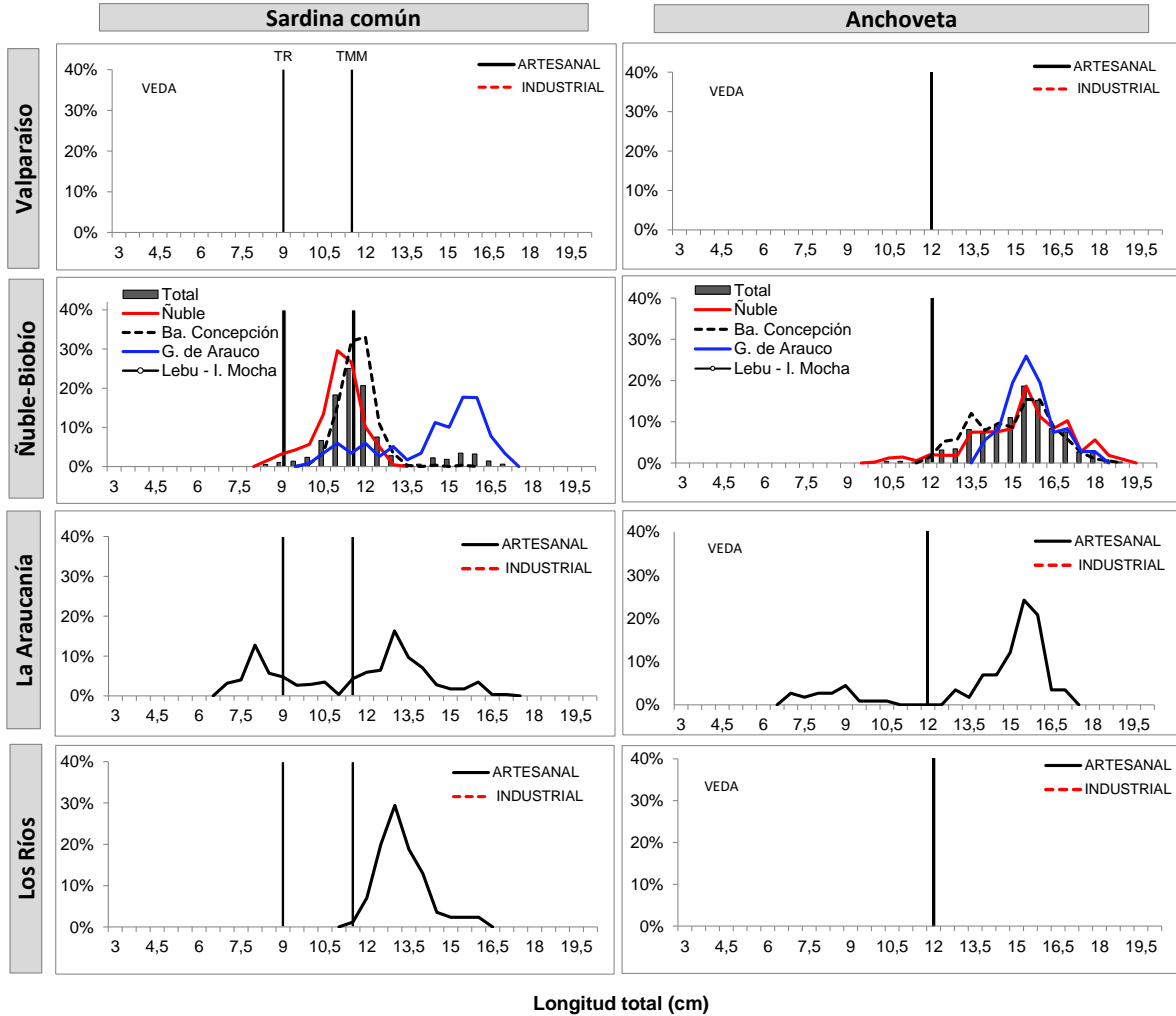 Sardina común
Anchoveta
Valparaíso
TR TMM
VEDA
ARTESANAL
INDUSTRIAL
40%
30%
20%
10%
0%
3 4,5 6 7,5 9 10,5 12 13,5 15 16,5 18 19,5
VEDA
ARTESANAL
INDUSTRIAL
40%
30%
20%
10%
0%
3 4,5 6 7,5 9 10,5 12 13,5 15 16,5 18 19,5
Ñuble-Biobío
Total
Ñuble
Ba. Concepción
G. de Arauco
Lebu - I. Mocha
40%
30%
20%
10%
0%
3 4,5 6 7,5 9 10,5 12 13,5 15 16,5 18 19,5
Total
Ñuble
Ba. Concepción
G. de Arauco
Lebu - I. Mocha
40%
30%
20%
10%
0%
3 4,5 6 7,5 9 10,5 12 13,5 15 16,5 18 19,5
La Araucanía
ARTESANAL
INDUSTRIAL
40%
30%
20%
10%
0%
3 4,5 6 7,5 9 10,5 12 13,5 15 16,5 18 19,5
VEDA
ARTESANAL
INDUSTRIAL
40%
30%
20%
10%
0%
3 4,5 6 7,5 9 10,5 12 13,5 15 16,5 18 19,5
Los Ríos
ARTESANAL
INDUSTRIAL
40%
30%
20%
10%
0%
3 4,5 6 7,5 9 10,5 12 13,5 15 16,5 18 19,5
VEDA
ARTESANAL
INDUSTRIAL
40%
30%
20%
10%
0%
3 4,5 6 7,5 9 10,5 12 13,5 15 16,5 18 19,5
Longitud total (cm)